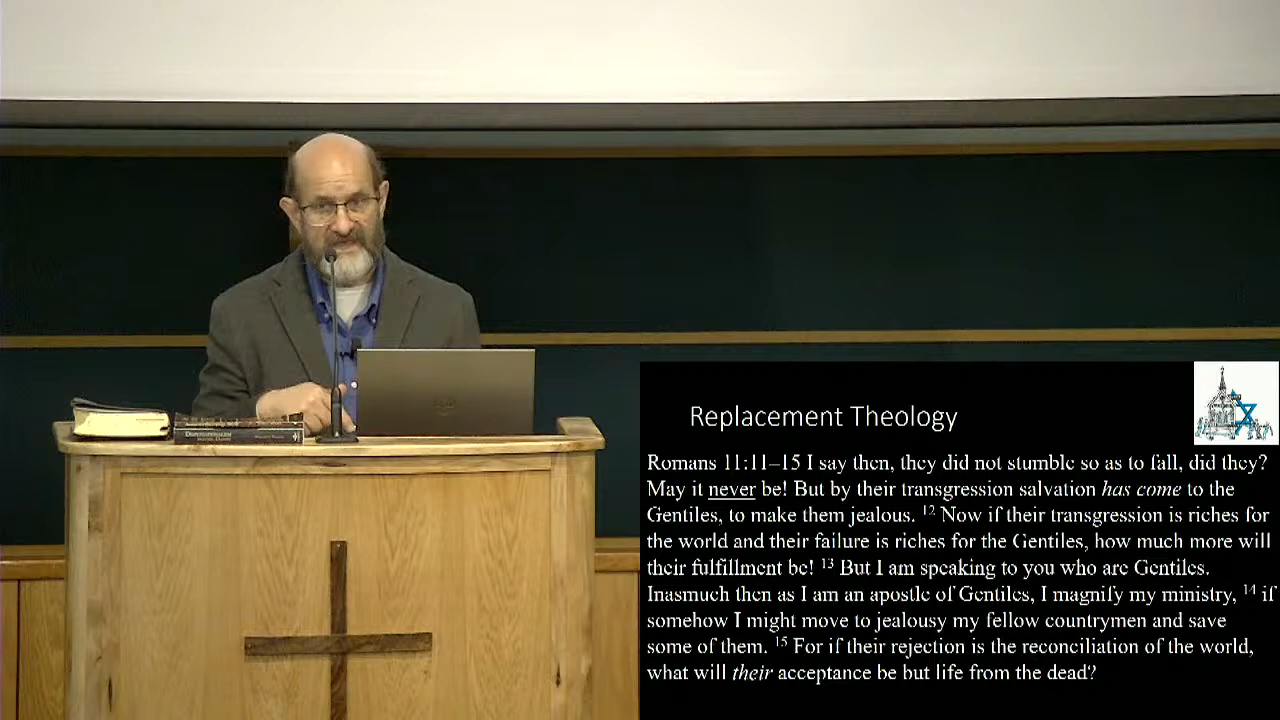 Replacement Theology
Romans 11:11–15 I say then, they did not stumble so as to fall, did they?
May it never be! But by their transgression salvation has come to the
Gentiles, to make them jealous. 12 Now if their transgression is riches for
the world and their failure is riches for the Gentiles, how much more will
their fulfillment be! 13 But I am speaking to you who are Gentiles.
Inasmuch then as I am an apostle of Gentiles, I magnify my ministry, 14 if
somehow I might move to jealousy my fellow countrymen and save
some of them. 15 For if their rejection is the reconciliation of the world,
what will their acceptance be but life from the dead?